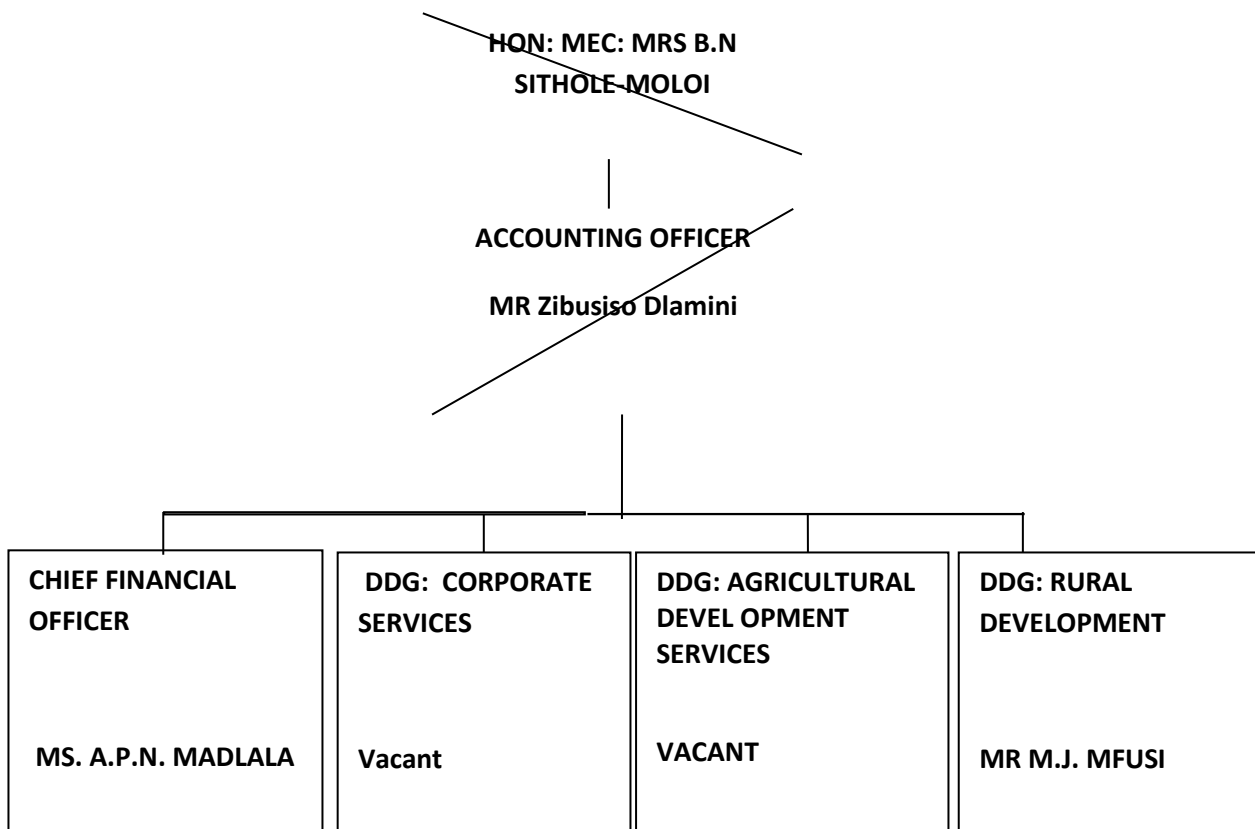 HON: MEC: MRS B.N
SITHOLE-MOLOI
ACCOUNTING OFFICER
MR Zibusiso Dlamini
CHIEF FINANCIAL
OFFICER
MS. A.P.N. MADLALA
DDG: CORPORATE
SERVICES
Vacant
DDG: AGRICULTURAL
DEVEL OPMENT
SERVICES
VACANT
DDG: RURAL
DEVELOPMENT
MR M.J. MFUSI